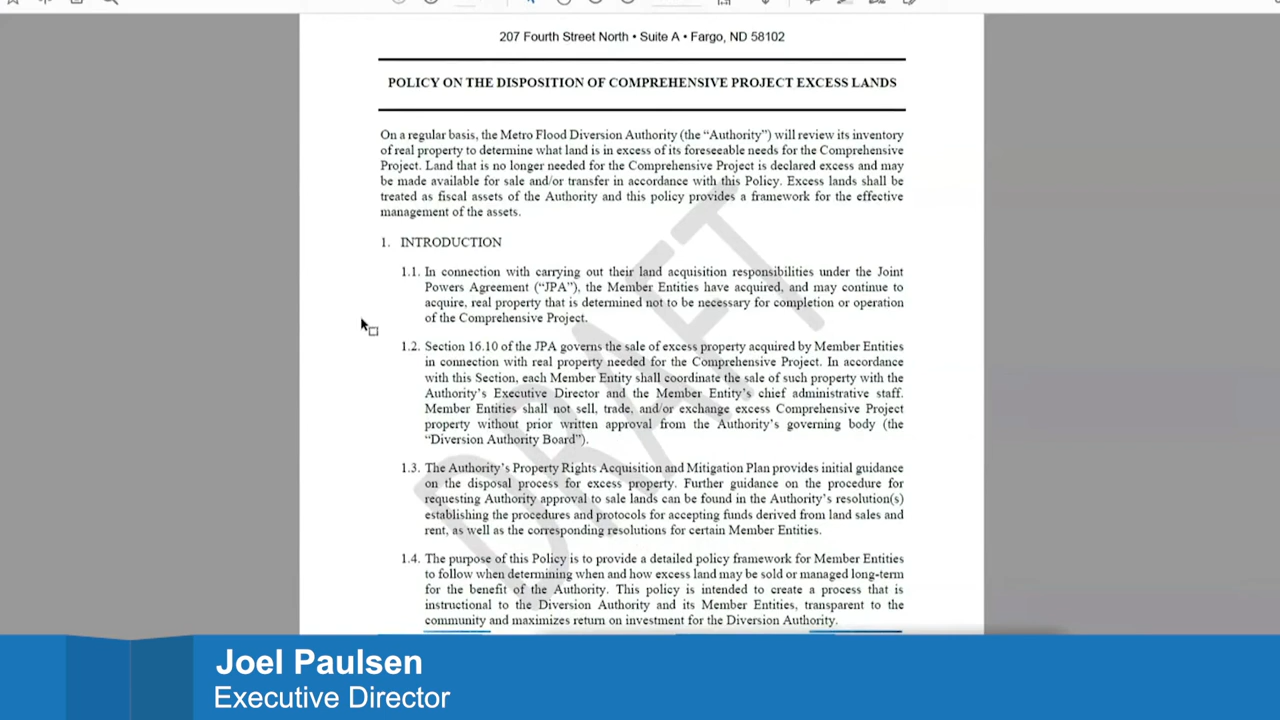 207 Fourth Street North • Suite A • Fargo, ND 58102
POLICY ON THE DISPOSITION OF COMPREHENSIVE PROJECT EXCESS LANDS
On a regular basis, the Metro Flood Diversion Authority (the “Authority”) will review its inventory
of real property to determine what land is in excess of its foreseeable needs for the Comprehensive
Project. Land that is no longer needed for the Comprehensive Project is declared excess and may
be made available for sale and/or transfer in accordance with this Policy. Excess lands shall be
treated as fiscal assets of the Authority and this policy provides a framework for the effective
management of the assets.
1. INTRODUCTION
1.1. In connection with carrying out their land acquisition responsibilities under the Joint
Powers Agreement (“JPA”), the Member Entities have acquired, and may continue to
acquire, real property that is determined not to be necessary for completion or operation
of the Comprehensive Project.
1.2. Section 16.10 of the JPA governs the sale of excess property acquired by Member Entities
in connection with real property needed for the Comprehensive Project. In accordance
with this Section, each Member Entity shall coordinate the sale of such property with the
Authority’s Executive Director and the Member Entity’s chief administrative staff.
Member Entities shall not sell, trade, and/or exchange excess Comprehensive Project
property without prior written approval from the Authority’s governing body (the
“Diversion Authority Board”).
1.3. The Authority’s Property Rights Acquisition and Mitigation Plan provides initial guidance
on the disposal process for excess property. Further guidance on the procedure for
requesting Authority approval to sale lands can be found in the Authority’s resolution(s)
establishing the procedures and protocols for accepting funds derived from land sales and
rent, as well as the corresponding resolutions for certain Member Entities.
1.4. The purpose of this Policy is to provide a detailed policy framework for Member Entities
to follow when determining when and how excess land may be sold or managed long-term
for the benefit of the Authority. This policy is intended to create a process that is
instructional to the Diversion Authority and its Member Entities, transparent to the
community and maximizes return on investment for the Diversion Authority.
DRAFT
Joel Paulsen
Executive Director